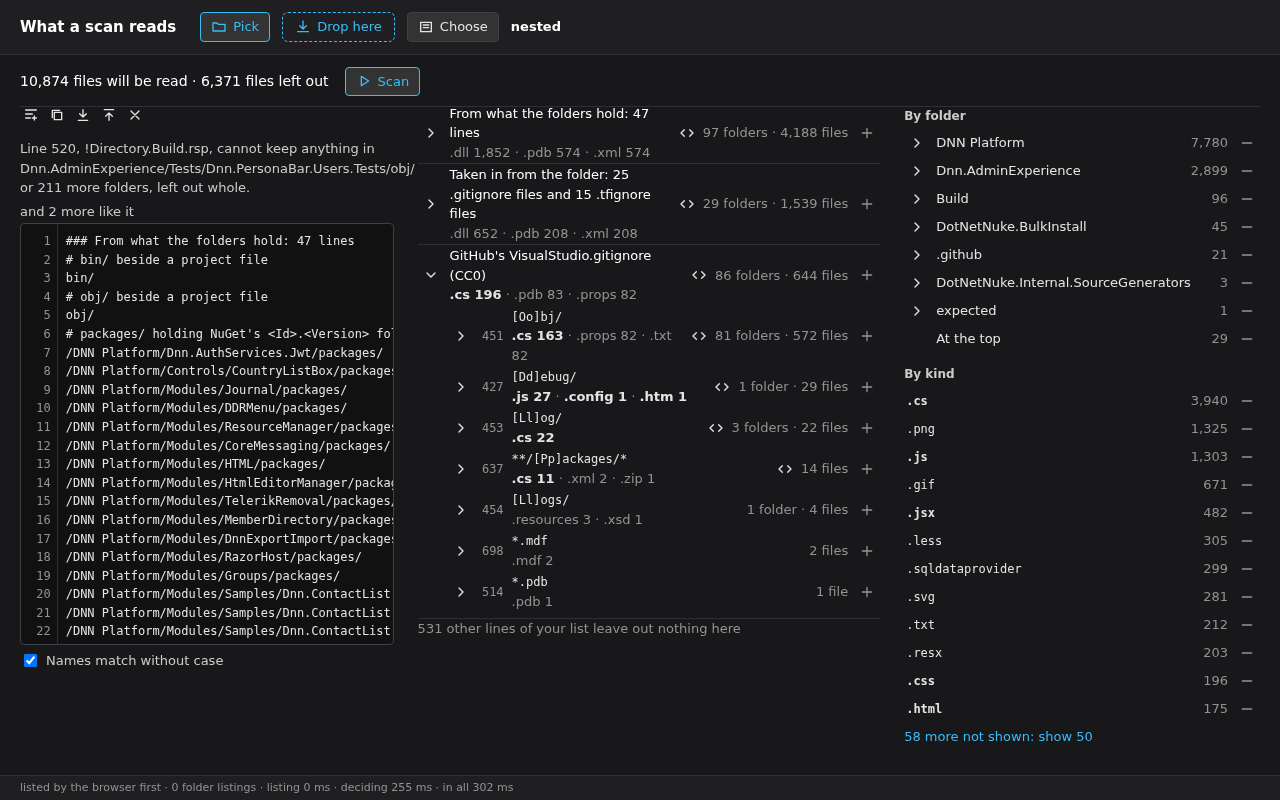 What a scan reads
Pick
Drop here
Choose
nested
10,874 files will be read · 6,371 files left out
Scan
Line 520, !Directory.Build.rsp, cannot keep anything in
Dnn.AdminExperience/Tests/Dnn.PersonaBar.Users.Tests/obj/
or 211 more folders, left out whole.
and 2 more like it
1 ### From what the folders hold: 47 lines
2 # bin/ beside a project file
3 bin/
4 # obj/ beside a project file
5 obj/
6 # packages/ holding NuGet's <Id>.<Version> fol
7 /DNN Platform/Dnn.AuthServices.Jwt/packages/
8 /DNN Platform/Controls/CountryListBox/packages
9 /DNN Platform/Modules/Journal/packages/
10 /DNN Platform/Modules/DDRMenu/packages/
11 /DNN Platform/Modules/ResourceManager/packages
12 /DNN Platform/Modules/CoreMessaging/packages/
13 /DNN Platform/Modules/HTML/packages/
14 /DNN Platform/Modules/HtmlEditorManager/packag
15 /DNN Platform/Modules/TelerikRemoval/packages/
16 /DNN Platform/Modules/MemberDirectory/packages
17 /DNN Platform/Modules/DnnExportImport/packages
18 /DNN Platform/Modules/RazorHost/packages/
19 /DNN Platform/Modules/Groups/packages/
20 /DNN Platform/Modules/Samples/Dnn.ContactList
21 /DNN Platform/Modules/Samples/Dnn.ContactList
22 /DNN Platform/Modules/Samples/Dnn.ContactList
Names match without case
From what the folders hold: 47
lines
.dll 1,852 · .pdb 574 · .xml 574
97 folders · 4,188 files
Taken in from the folder: 25
.gitignore files and 15 .tfignore
files
.dll 652 · .pdb 208 · .xml 208
29 folders · 1,539 files
GitHub's VisualStudio.gitignore
(CC0)
.cs 196 · .pdb 83 · .props 82
86 folders · 644 files
451 [Oo]bj/
.cs 163 · .props 82 · .txt
82
81 folders · 572 files
427 [Dd]ebug/
.js 27 · .config 1 · .htm 1
1 folder · 29 files
453 [Ll]og/
.cs 22
3 folders · 22 files
637 **/[Pp]ackages/*
.cs 11 · .xml 2 · .zip 1
14 files
454 [Ll]ogs/
.resources 3 · .xsd 1
1 folder · 4 files
698 *.mdf
.mdf 2
2 files
514 *.pdb
.pdb 1
1 file
531 other lines of your list leave out nothing here
By folder
DNN Platform 7,780
Dnn.AdminExperience 2,899
Build 96
DotNetNuke.BulkInstall 45
.github 21
DotNetNuke.Internal.SourceGenerators 3
expected 1
At the top 29
By kind
.cs 3,940
.png 1,325
.js 1,303
.gif 671
.jsx 482
.less 305
.sqldataprovider 299
.svg 281
.txt 212
.resx 203
.css 196
.html 175
58 more not shown: show 50
listed by the browser first · 0 folder listings · listing 0 ms · deciding 255 ms · in all 302 ms